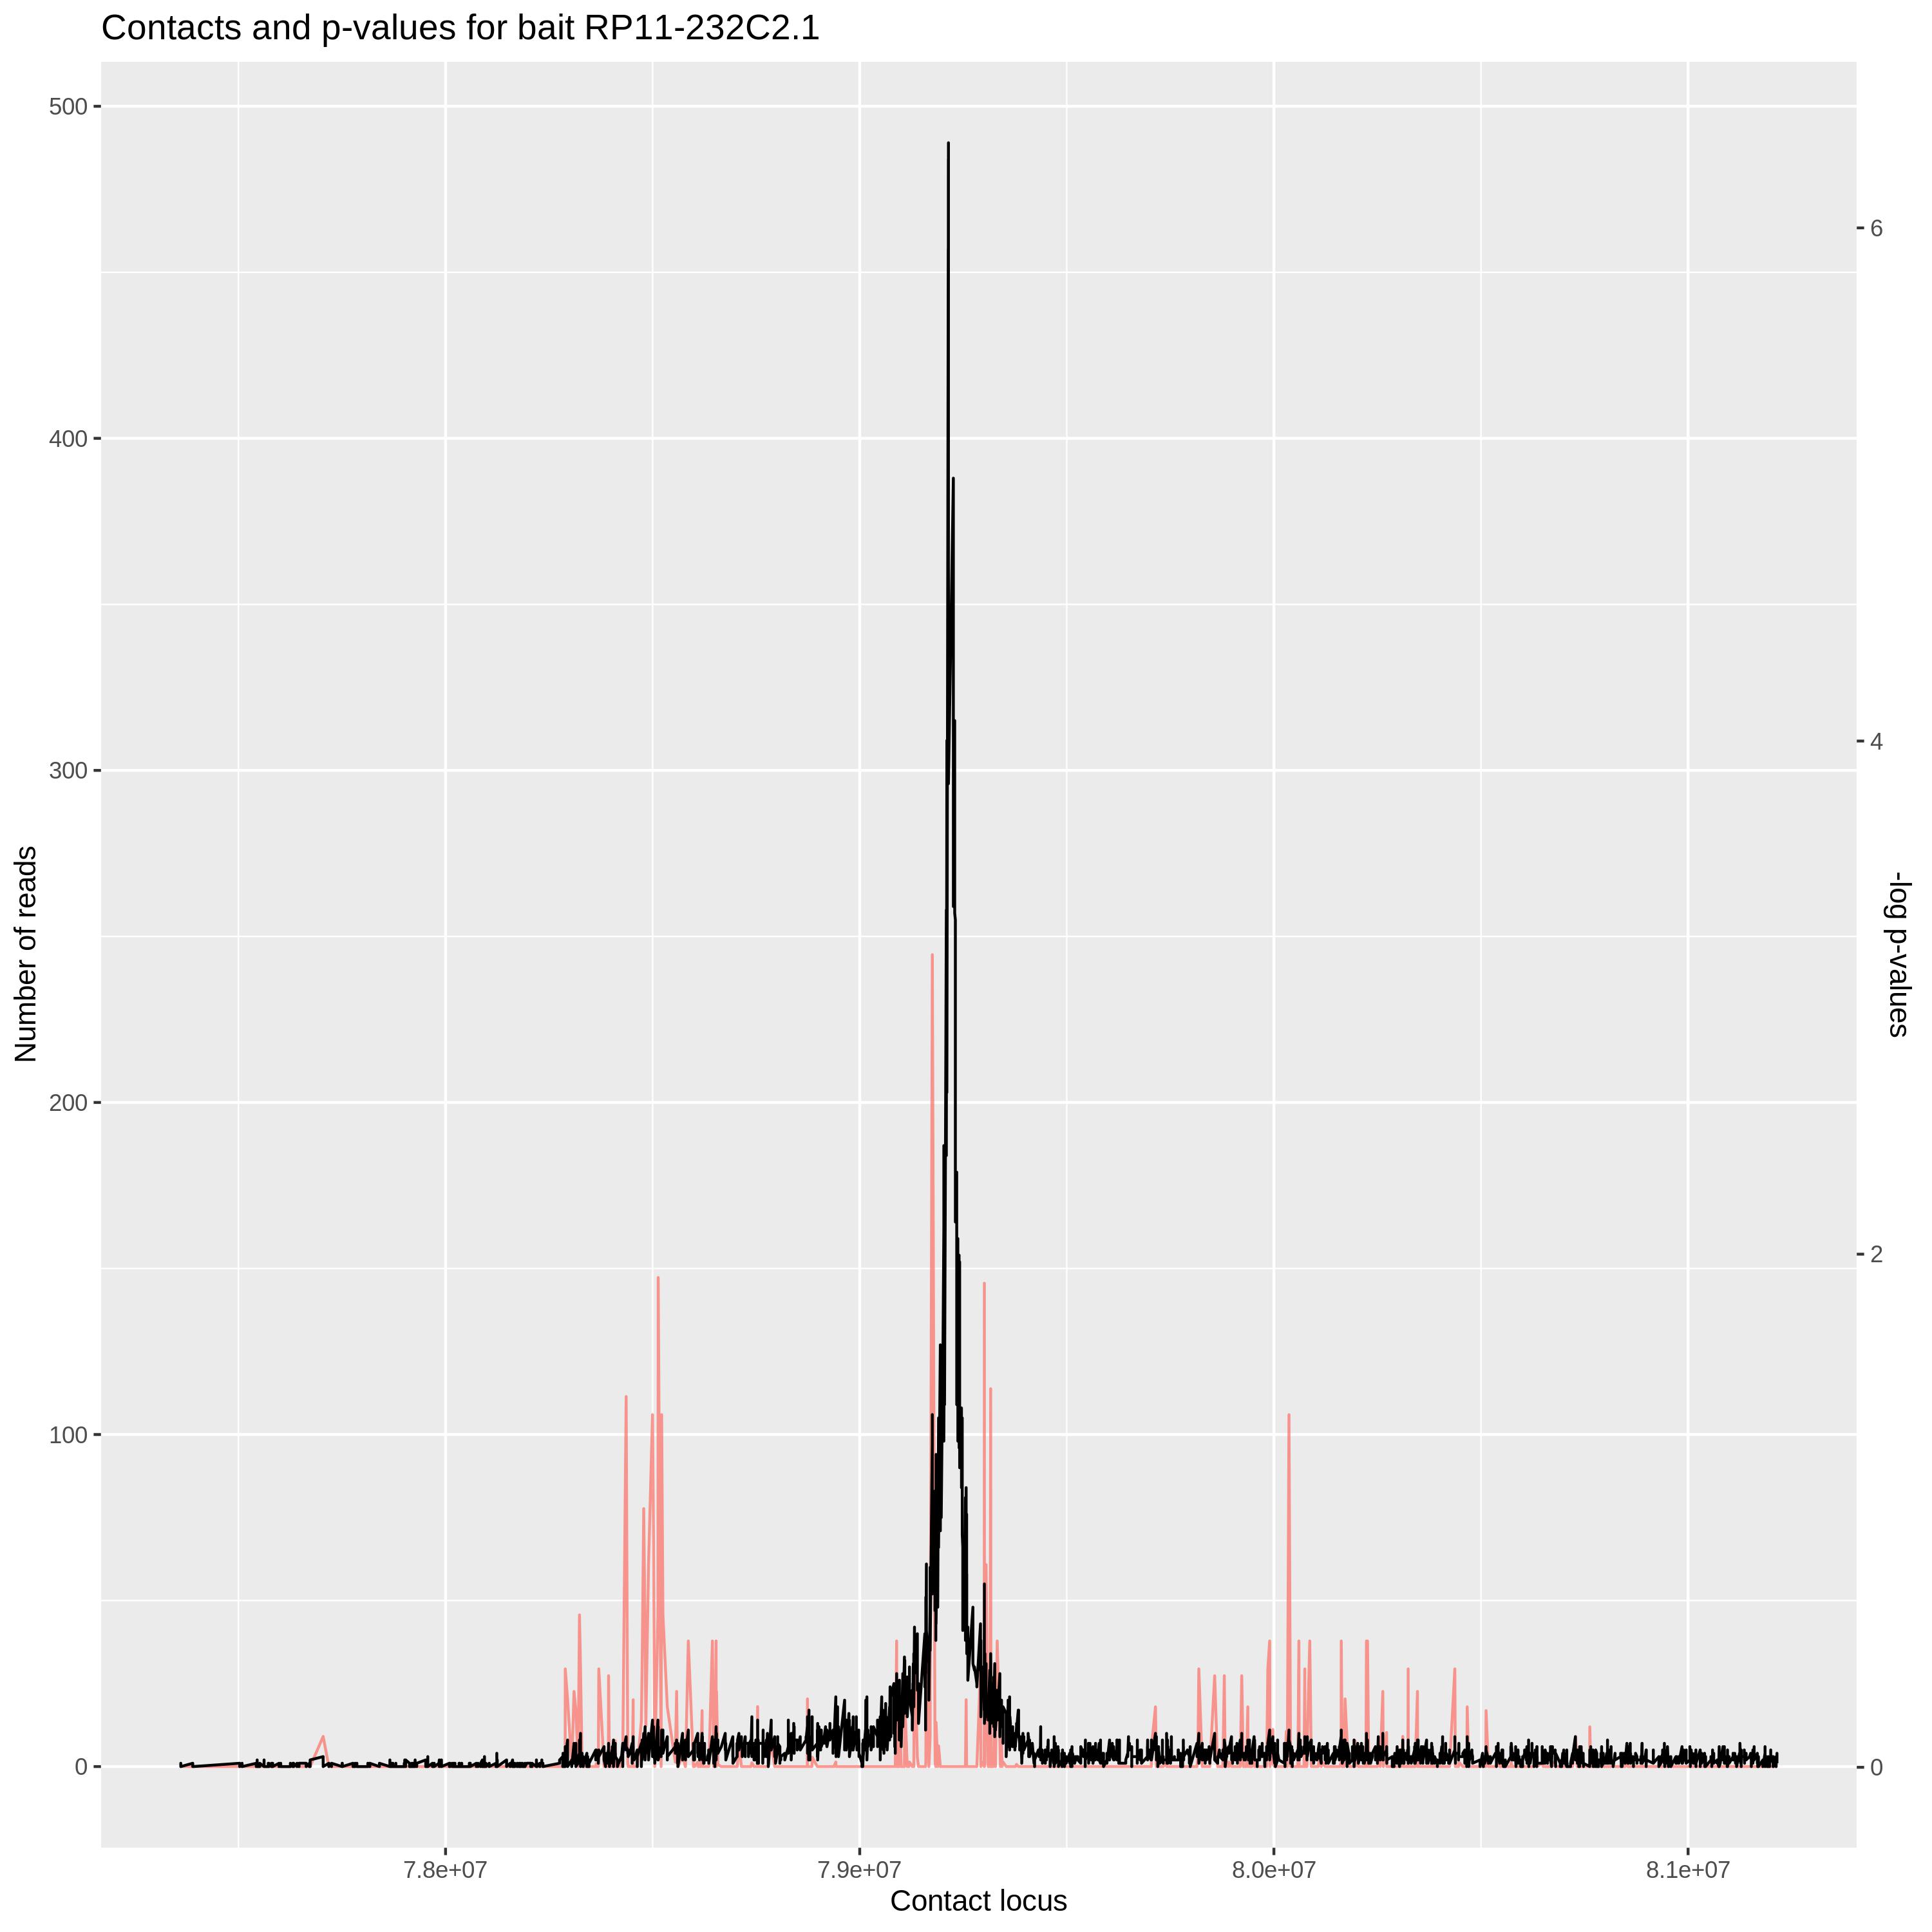 Contacts and p-values for bait RP11-232C2.1
500
400
300
200
100
0
Number of reads
6
4
2
0
-log p-values
7.8e+07
7.9e+07
8.0e+07
8.1e+07
Contact locus